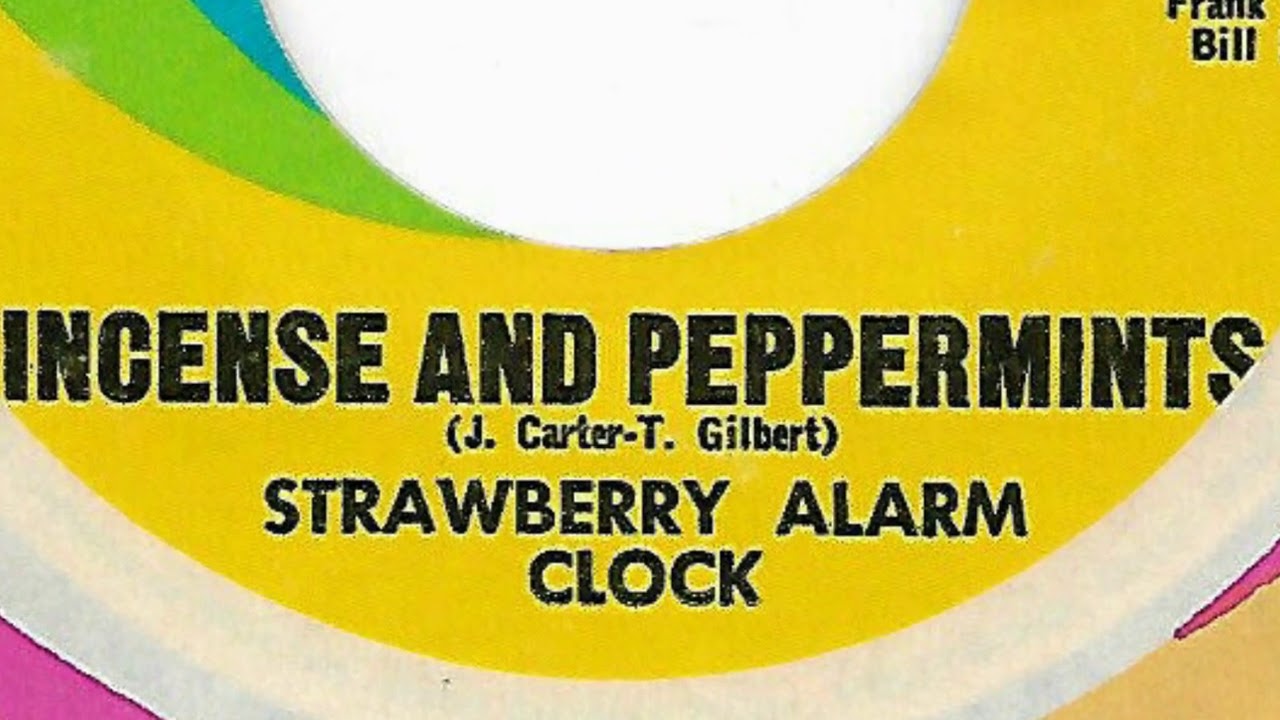 Frank
Bill
INCENSE AND PEPPERMINTS
(J. Carter-T. Gilbert)
STRAWBERRY ALARM
CLOCK